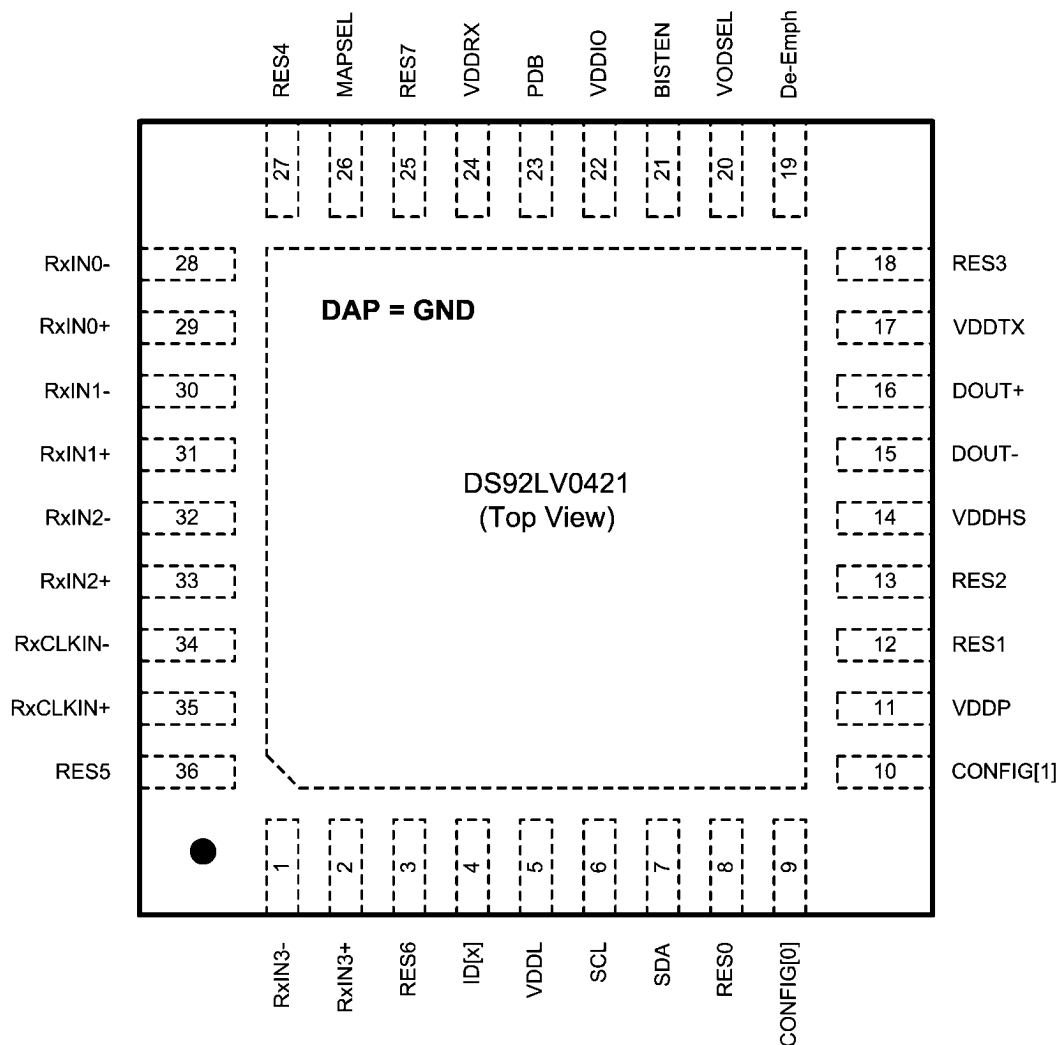 RES4
MAPSEL
RES7
VDDRX
PDB
VDDIO
BISTEN
VODSEL
De-Emph
27
26
25
24
23
22
21
20
19
RxIN0- 28
RxIN0+ 29
RxIN1- 30
RxIN1+ 31
RxIN2- 32
RxIN2+ 33
RxCLKIN- 34
RxCLKIN+ 35
RES5 36
DAP = GND
DS92LV0421
(Top View)
18 RES3
17 VDDTX
16 DOUT+
15 DOUT-
14 VDDHS
13 RES2
12 RES1
11 VDDP
10 CONFIG[1]
1
2
3
4
5
6
7
8
9
RxIN3-
RxIN3+
RES6
ID[x]
VDDL
SCL
SDA
RES0
CONFIG[0]